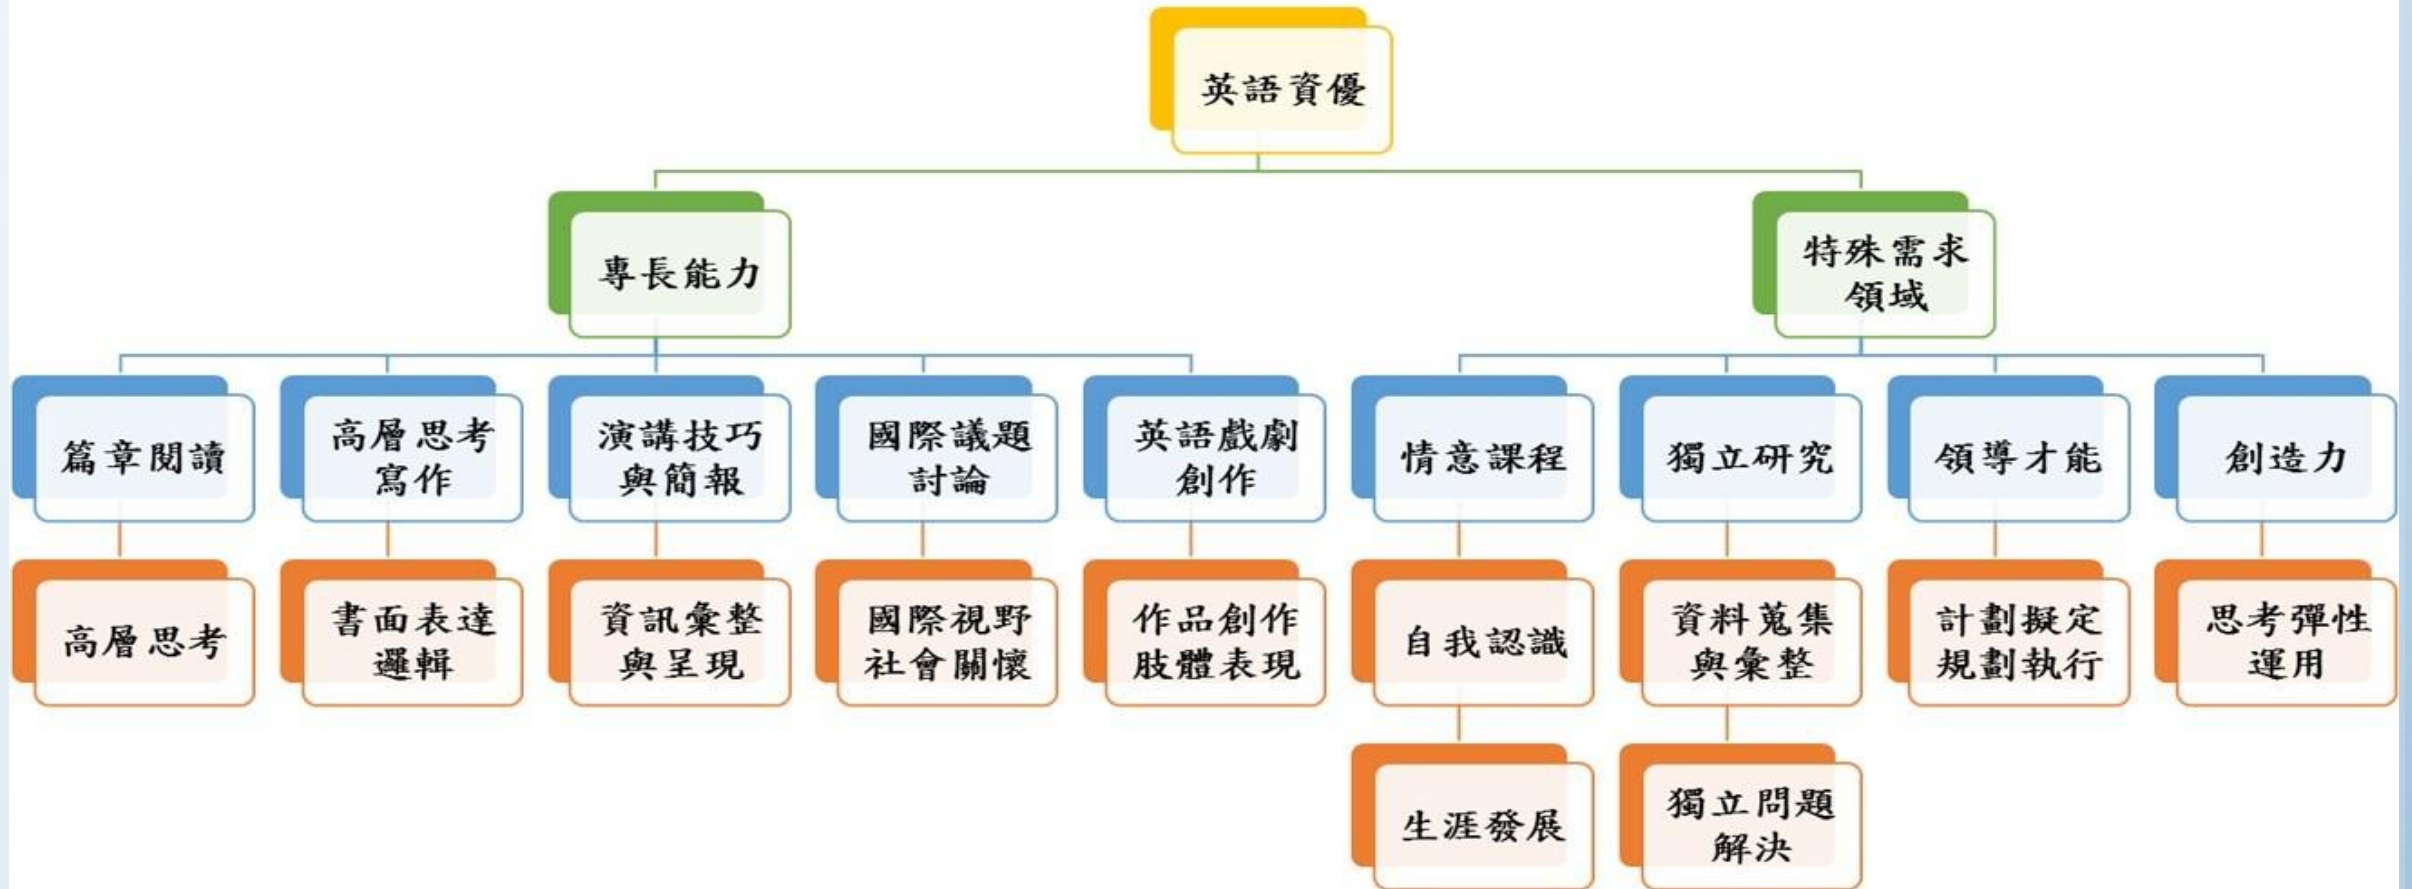 英語資優
專長能力
特殊需求
領域
篇章閱讀
高層思考
寫作
演講技巧
與簡報
國際議題
討論
英語戲劇
創作
情意課程
獨立研究
領導才能
創造力
高層思考
書面表達
邏輯
資訊彙整
與呈現
國際視野
社會關懷
作品創作
肢體表現
自我認識
資料蒐集
與彙整
計劃擬定
規劃執行
思考彈性
運用
生涯發展
獨立問題
解決